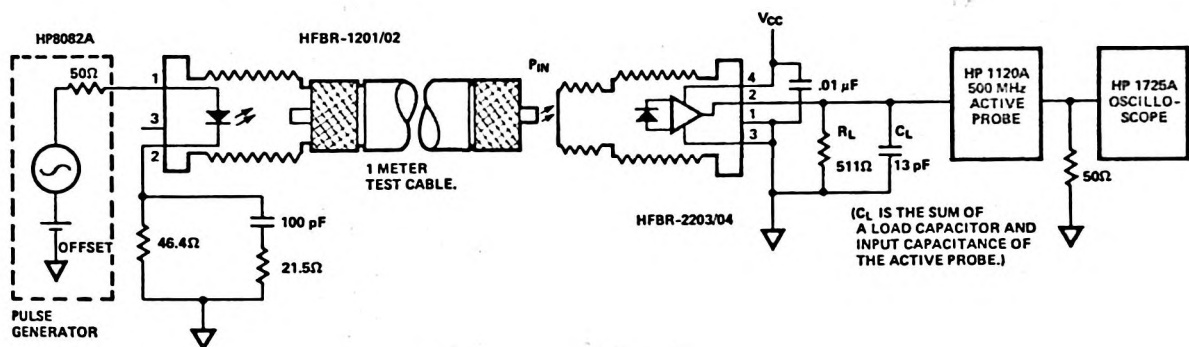 HP8082A
50Ω
OFFSET
PULSE
GENERATOR
1
3
2
46.4Ω
100 pF
21.5Ω
HFBR-1201/02
1 METER
TEST CABLE.
PIN
HFBR-2203/04
VCC
4
2
1
3
.01 μF
RL
511Ω
CL
13 pF
(CL IS THE SUM OF
A LOAD CAPACITOR AND
INPUT CAPACITANCE OF
THE ACTIVE PROBE.)
HP 1120A
500 MHz
ACTIVE
PROBE
50Ω
HP 1725A
OSCILLO-
SCOPE